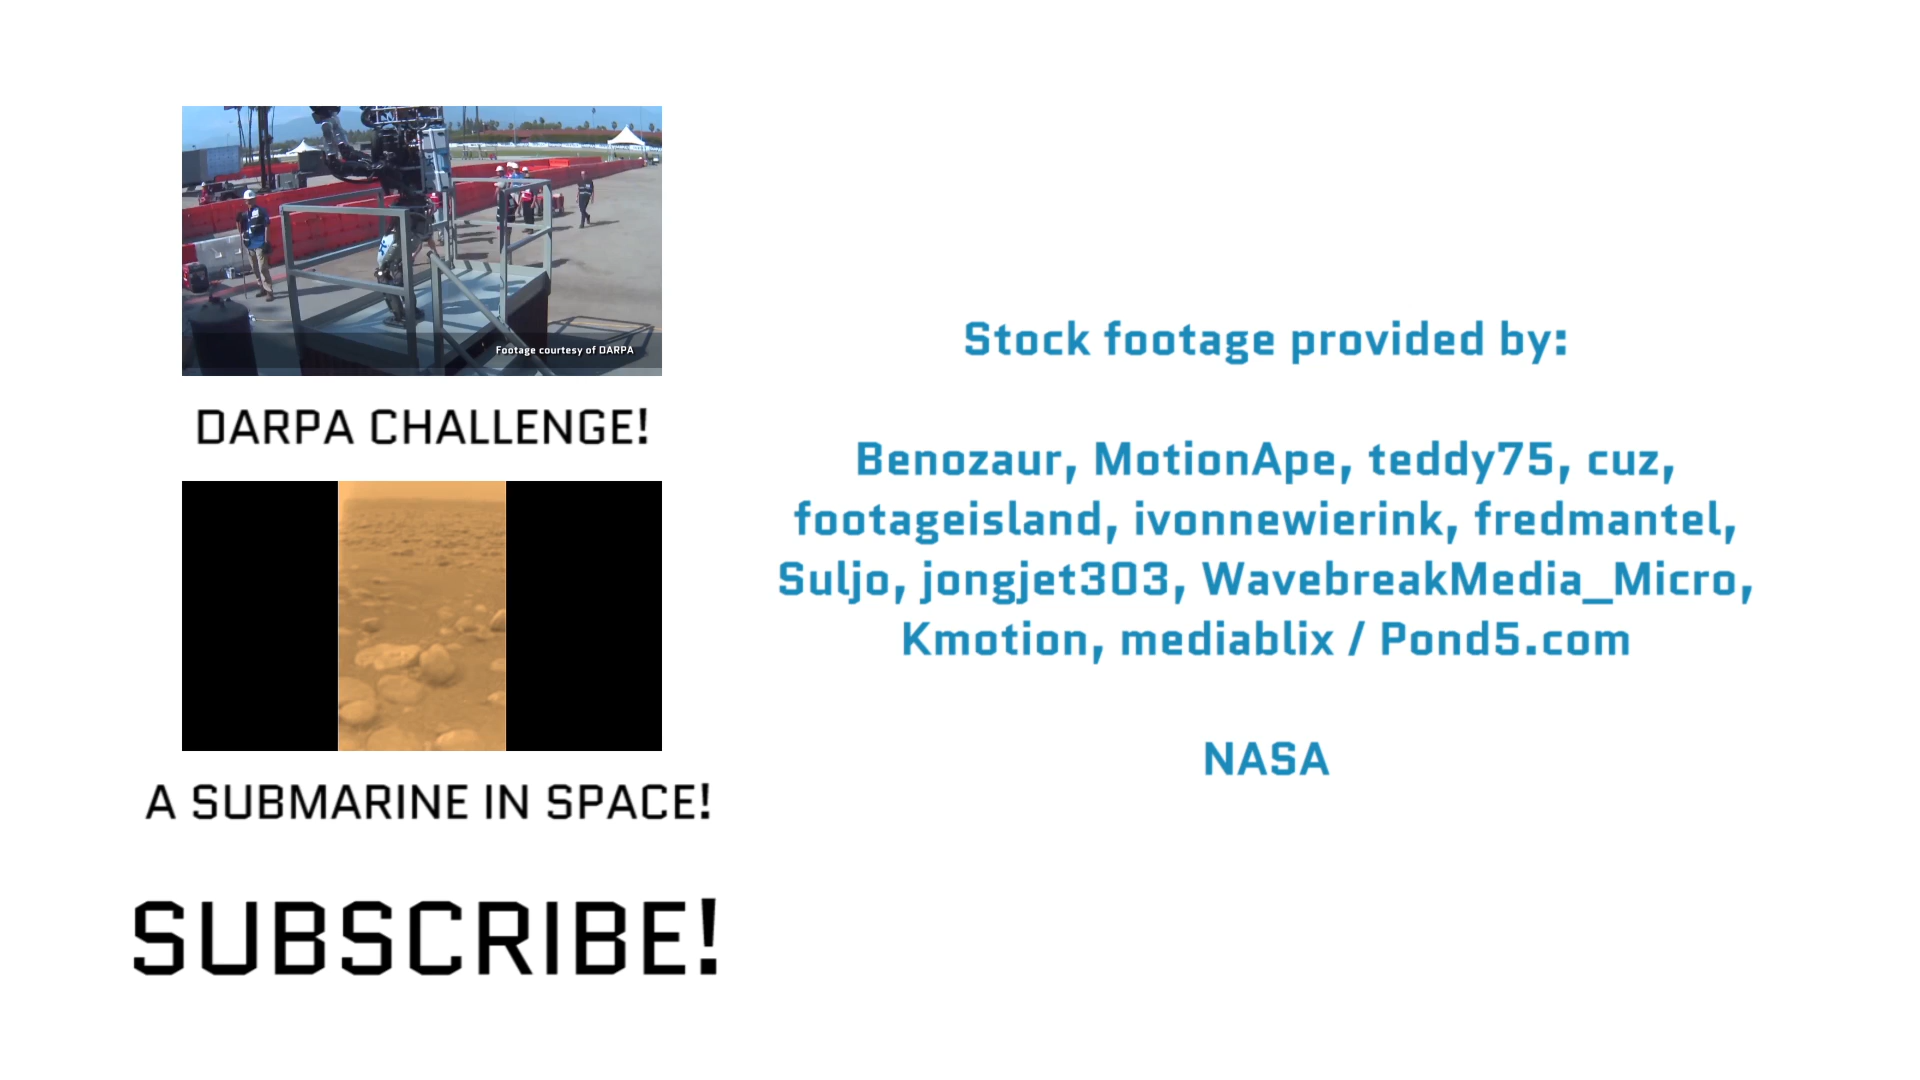 Footage courtesy of DARPA
DARPA CHALLENGE!
A SUBMARINE IN SPACE!
SUBSCRIBE!
Stock footage provided by:
Benozaur, MotionApe, teddy75, cuz,
footageisland, ivonnewierink, fredmantel,
Suljo, jongjet303, WavebreakMedia_Micro,
Kmotion, mediablix / Pond5.com
NASA